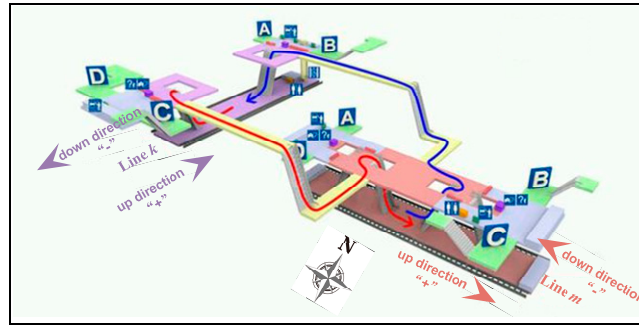 A
B
D
C
A
D
B
C
down direction
"-"
Line k
up direction
"+"
N
up direction
"+"
Line m
down direction
"-"